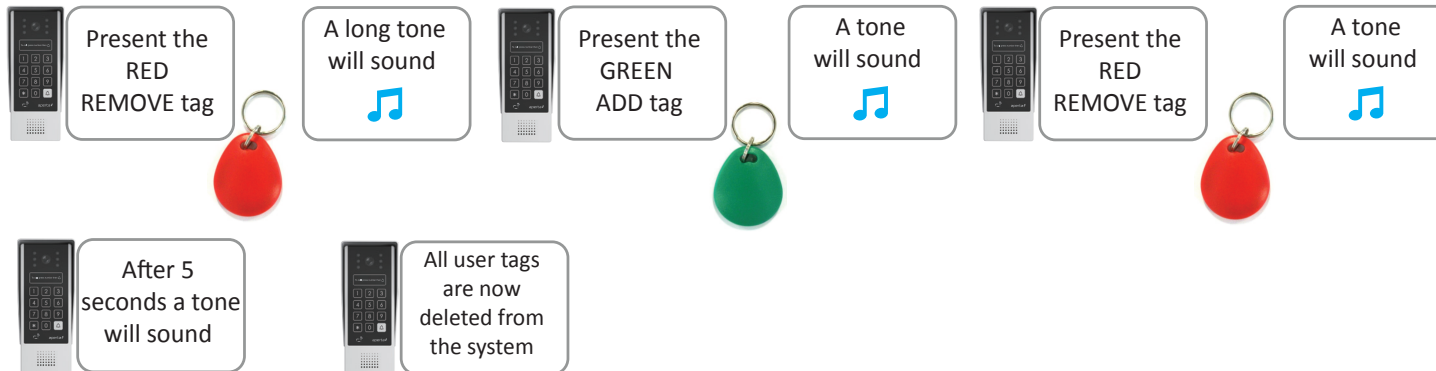 Present the
RED
REMOVE tag
A long tone
will sound
Present the
GREEN
ADD tag
A tone
will sound
Present the
RED
REMOVE tag
A tone
will sound
After 5
seconds a tone
will sound
All user tags
are now
deleted from
the system